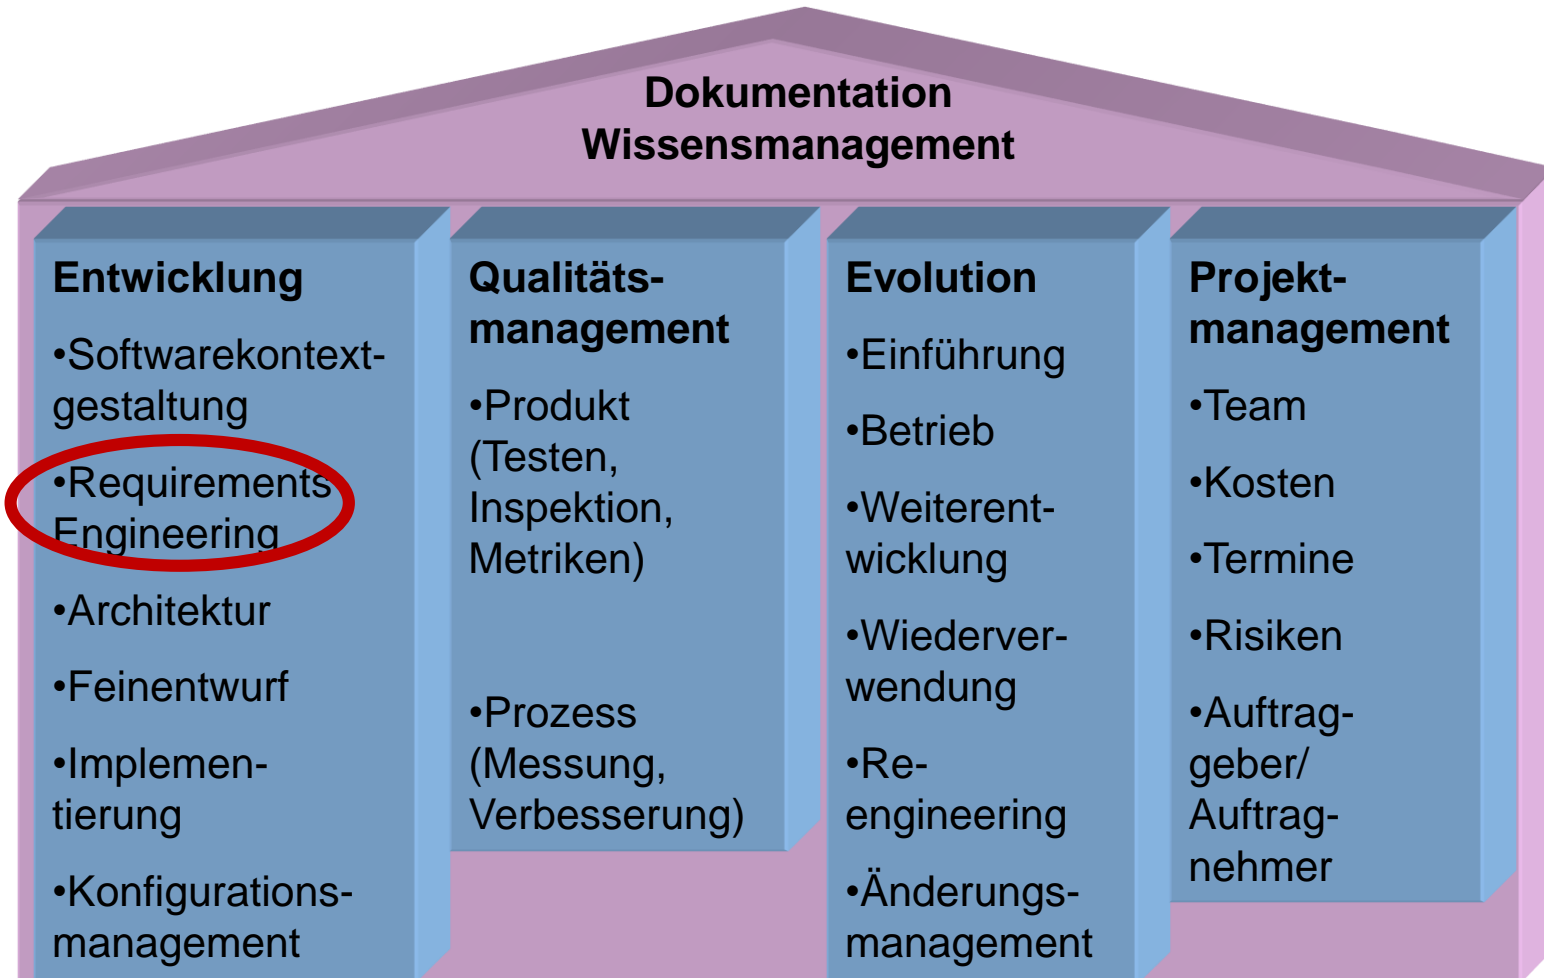 Dokumentation
Wissensmanagement
Entwicklung
•Softwarekontext-
gestaltung
•Requirements
Engineering
•Architektur
•Feinentwurf
•Implemen-
tierung
•Konfigurations-
management
Qualitäts-
management
•Produkt
(Testen,
Inspektion,
Metriken)
•Prozess
(Messung,
Verbesserung)
Evolution
•Einführung
•Betrieb
•Weiterent-
wicklung
•Wiederver-
wendung
•Re-
engineering
•Änderungs-
management
Projekt-
management
•Team
•Kosten
•Termine
•Risiken
•Auftrag-
geber/
Auftrag-
nehmer